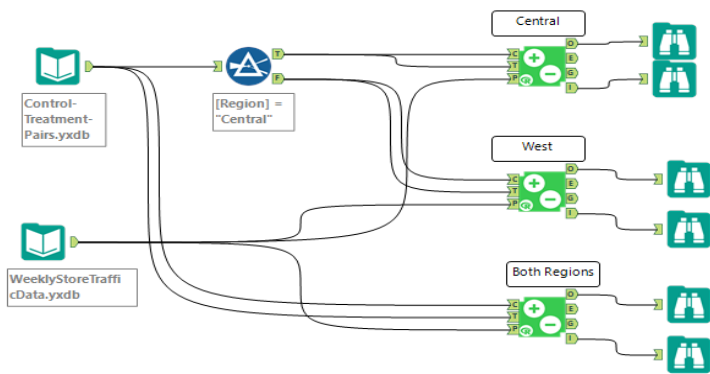 Central
O
C
E
T
G
P
I
T
F
Control-
Treatment-
Pairs.yxdb
[Region] =
"Central"
West
O
C
E
T
G
P
I
WeeklyStoreTraffi
cData.yxdb
Both Regions
O
C
E
T
G
P
I